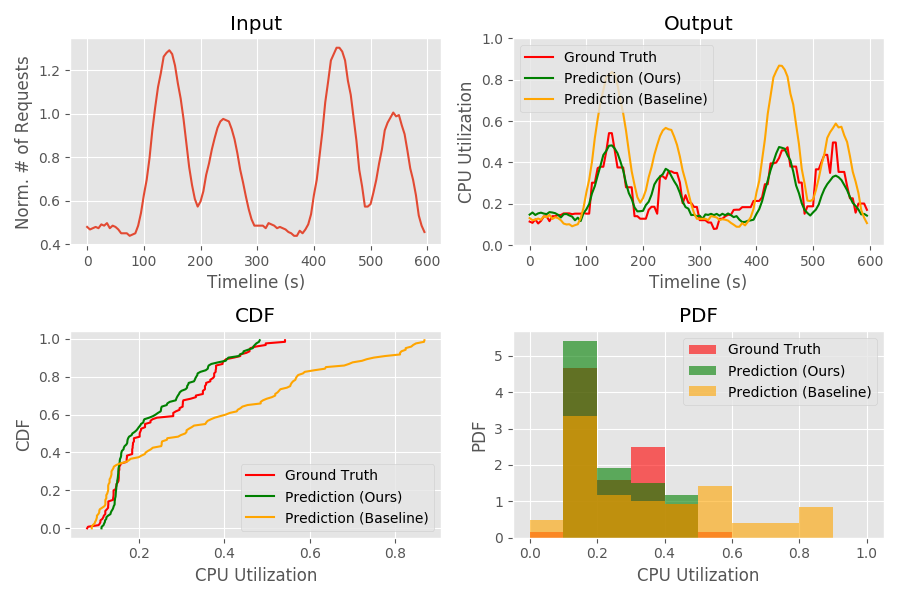 Input
Norm. # of Requests
1.2
1.0
0.8
0.6
0.4
0 100 200 300 400 500 600
Timeline (s)
Output
CPU Utilization
1.0
0.8
0.6
0.4
0.2
0.0
Ground Truth
Prediction (Ours)
Prediction (Baseline)
0 100 200 300 400 500 600
Timeline (s)
CDF
CDF
1.0
0.8
0.6
0.4
0.2
0.0
Ground Truth
Prediction (Ours)
Prediction (Baseline)
0.2 0.4 0.6 0.8
CPU Utilization
PDF
PDF
5
4
3
2
1
0
Ground Truth
Prediction (Ours)
Prediction (Baseline)
0.0 0.2 0.4 0.6 0.8 1.0
CPU Utilization